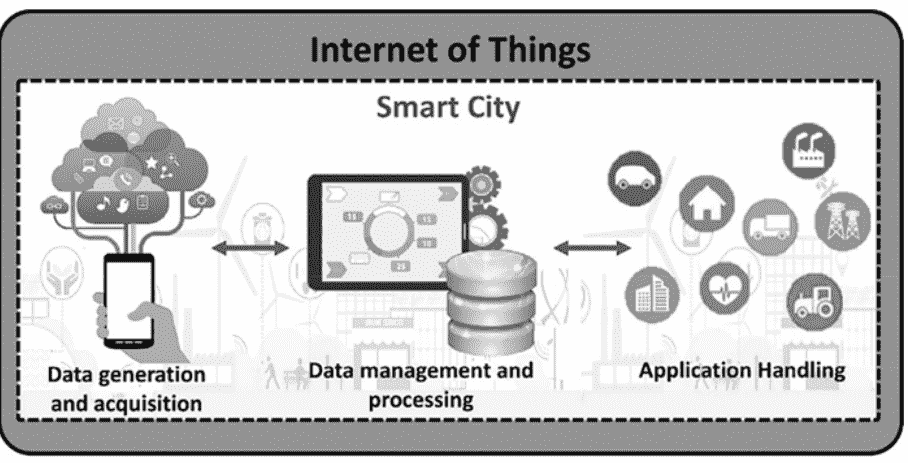 Internet of Things
Smart City
Data generation
and acquisition
Data management and
processing
Application Handling